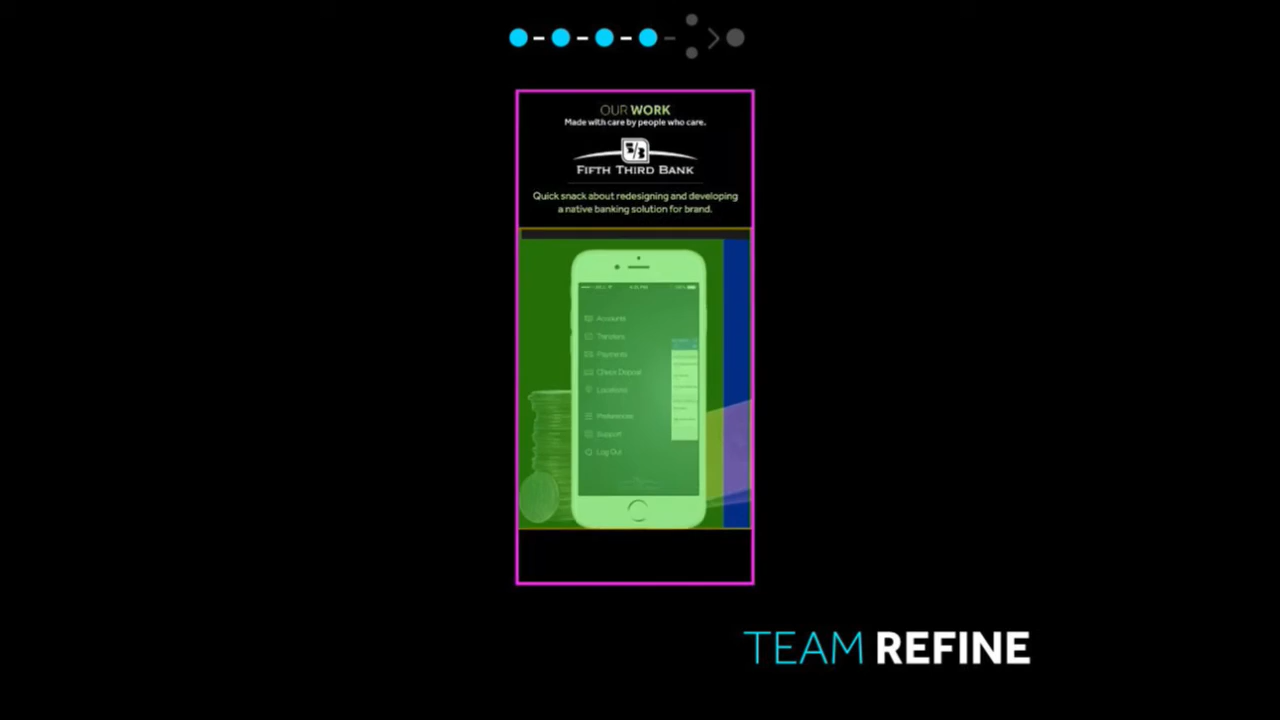 OUR WORK
Made with care by people who care.
FIFTH THIRD BANK
Quick snack about redesigning and developing
a native banking solution for brand.
Accounts
Transfers
Payments
Check Deposit
Locations
Preferences
Support
Log Out
TEAM REFINE